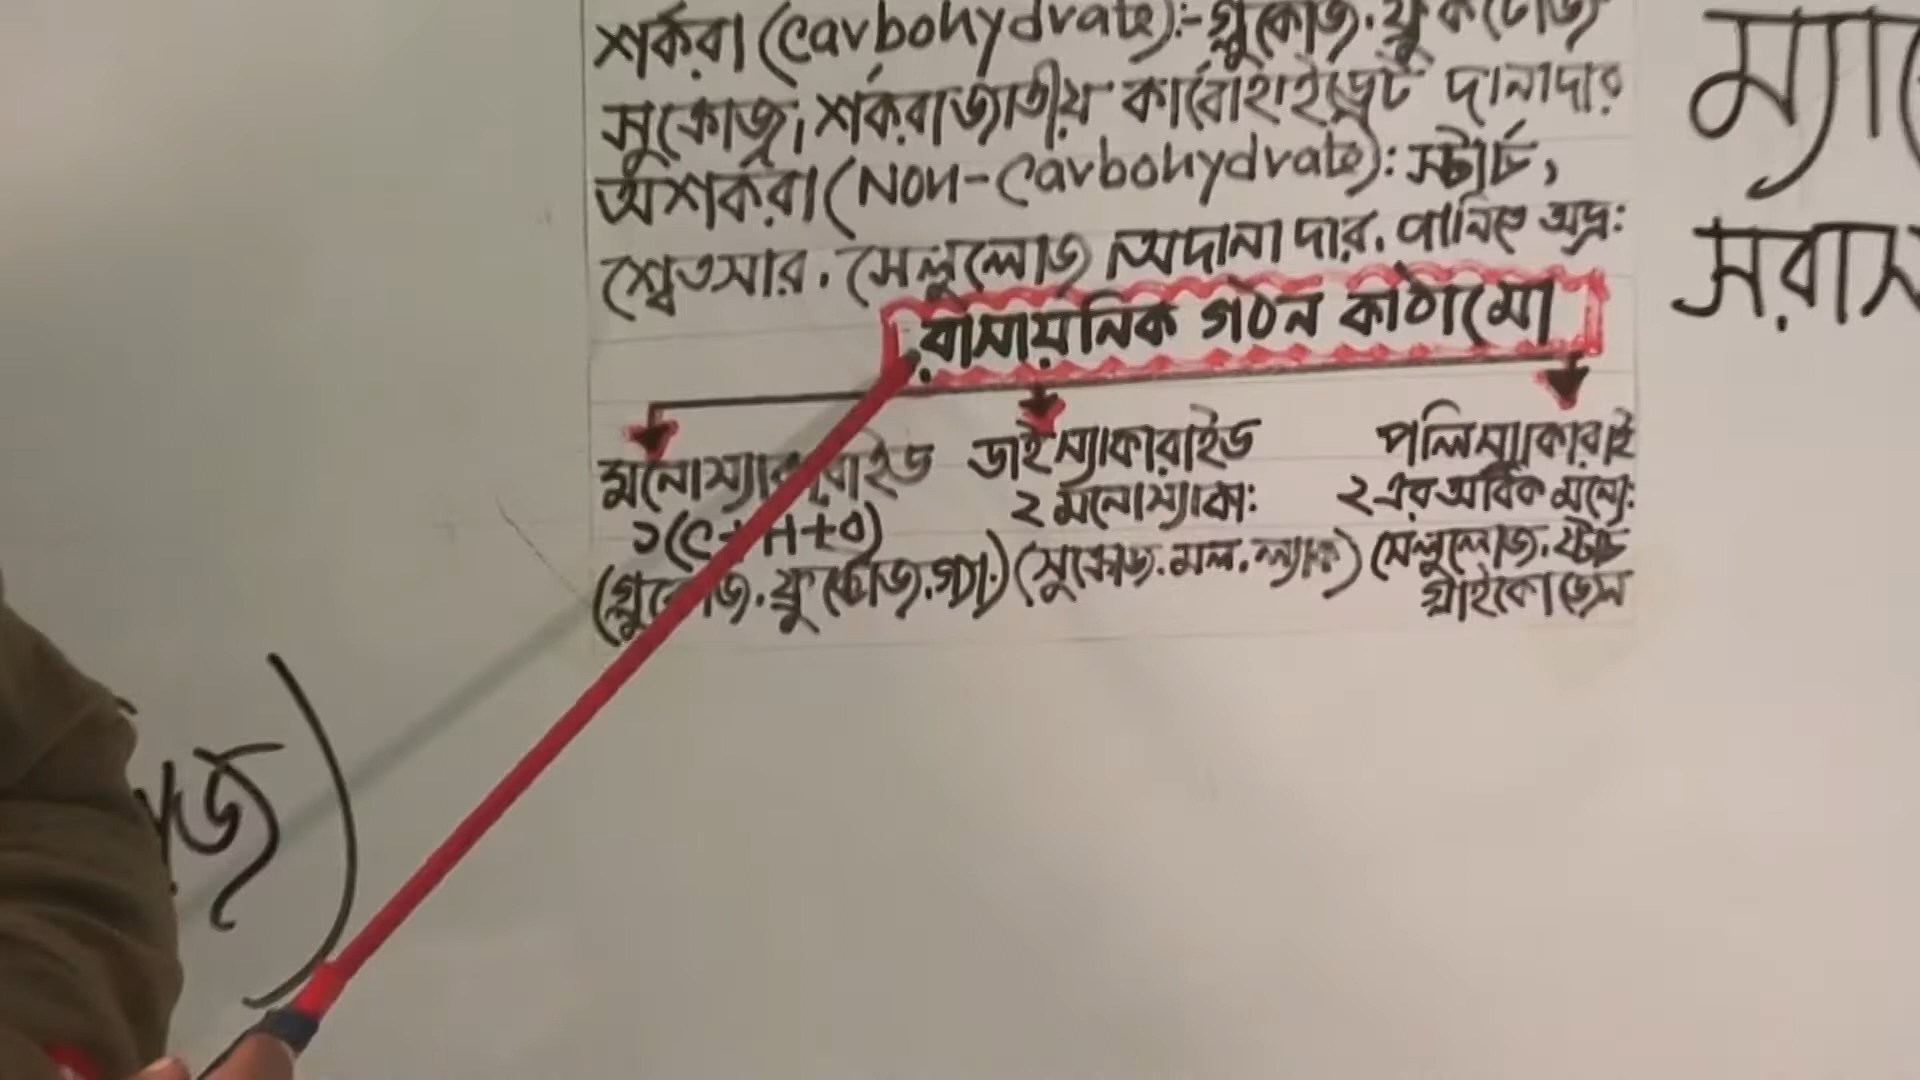 শর্করা (Carbohydrate):- গ্লুকোজ. ফ্রুকটোজ
সুক্রোজ, শর্করাজাতীয় কার্বোহাইড্রেট দানাদার
অশর্করা (Non-Carbohydrate): স্টার্চ,
শ্বেতসার. সেলুলোজ অদানাদার. পানিতে অদ্র:
রাসায়নিক গঠন কাঠামো
মনোস্যাকারাইড ডাইস্যাকারাইড পলিস্যাকারাই
২ মনোস্যাকা: ২ এর অধিক মনো:
১(C+H+O)
(গ্লুকোজ. ফ্রুক্টোজ. গ্যা.) (সুক্রোজ. মল. ল্যাক) সেলুলোজ. স্টার্চ
গ্লাইকোজেন
ম্যা
সরাস